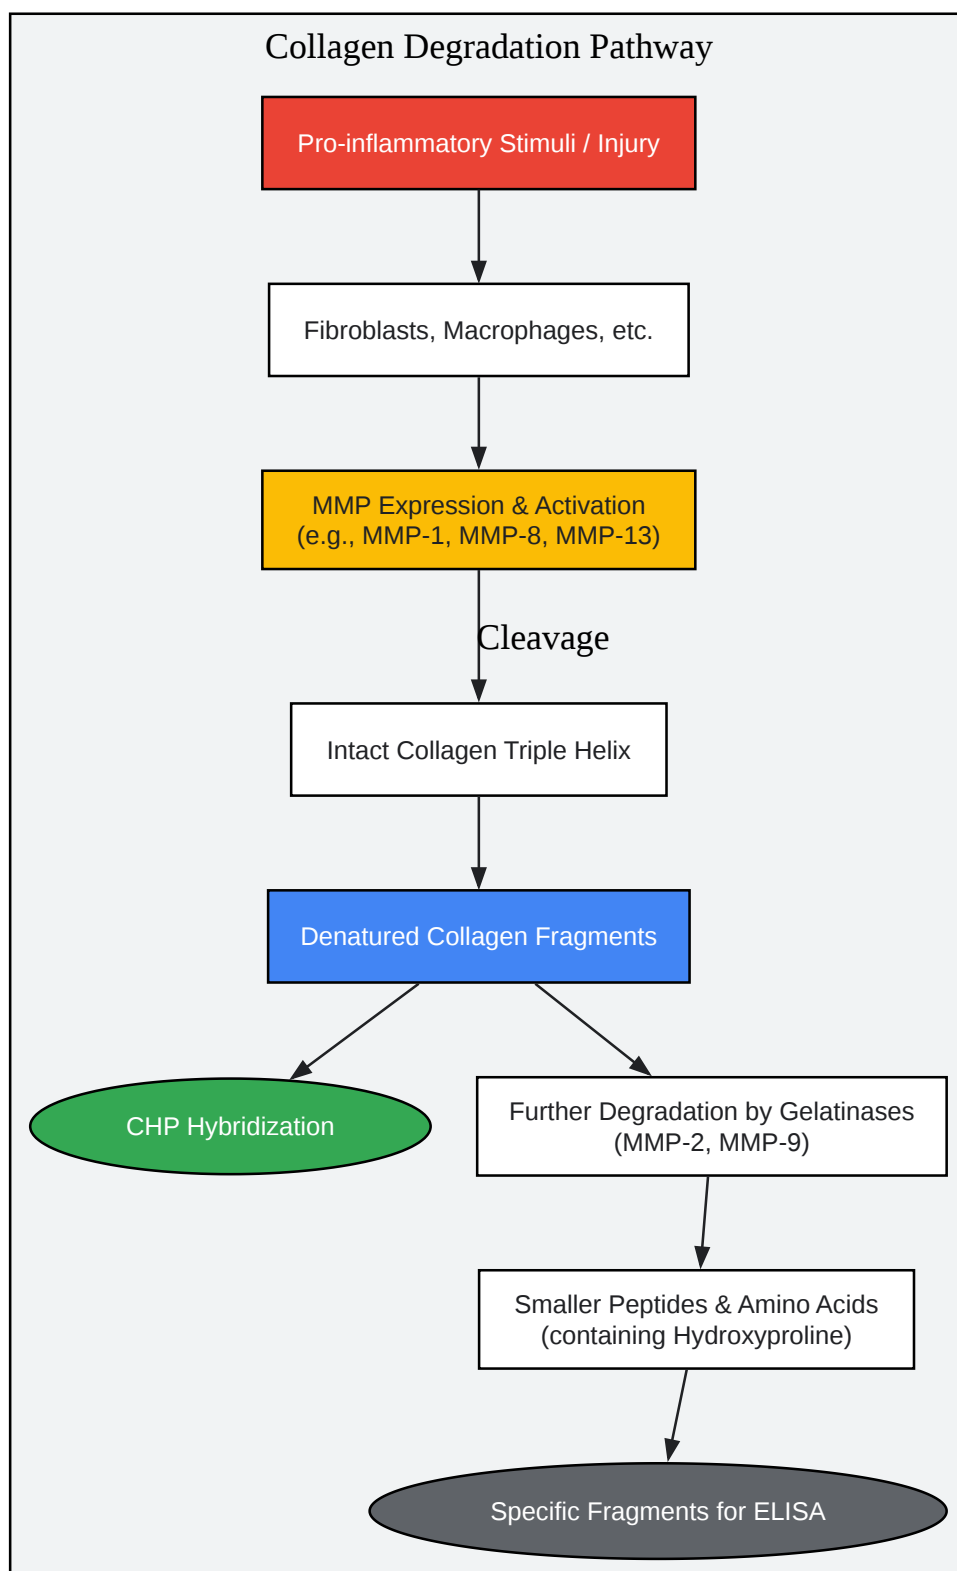 Collagen Degradation Pathway
Pro-inflammatory Stimuli / Injury
Fibroblasts, Macrophages, etc.
MMP Expression & Activation
(e.g., MMP-1, MMP-8, MMP-13)
Cleavage
Intact Collagen Triple Helix
Denatured Collagen Fragments
CHP Hybridization
Further Degradation by Gelatinases
(MMP-2, MMP-9)
Smaller Peptides & Amino Acids
(containing Hydroxyproline)
Specific Fragments for ELISA